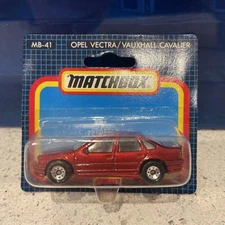 MB-41 OPEL VECTRA/VAUXHALL CAVALIER
MATCHBOX